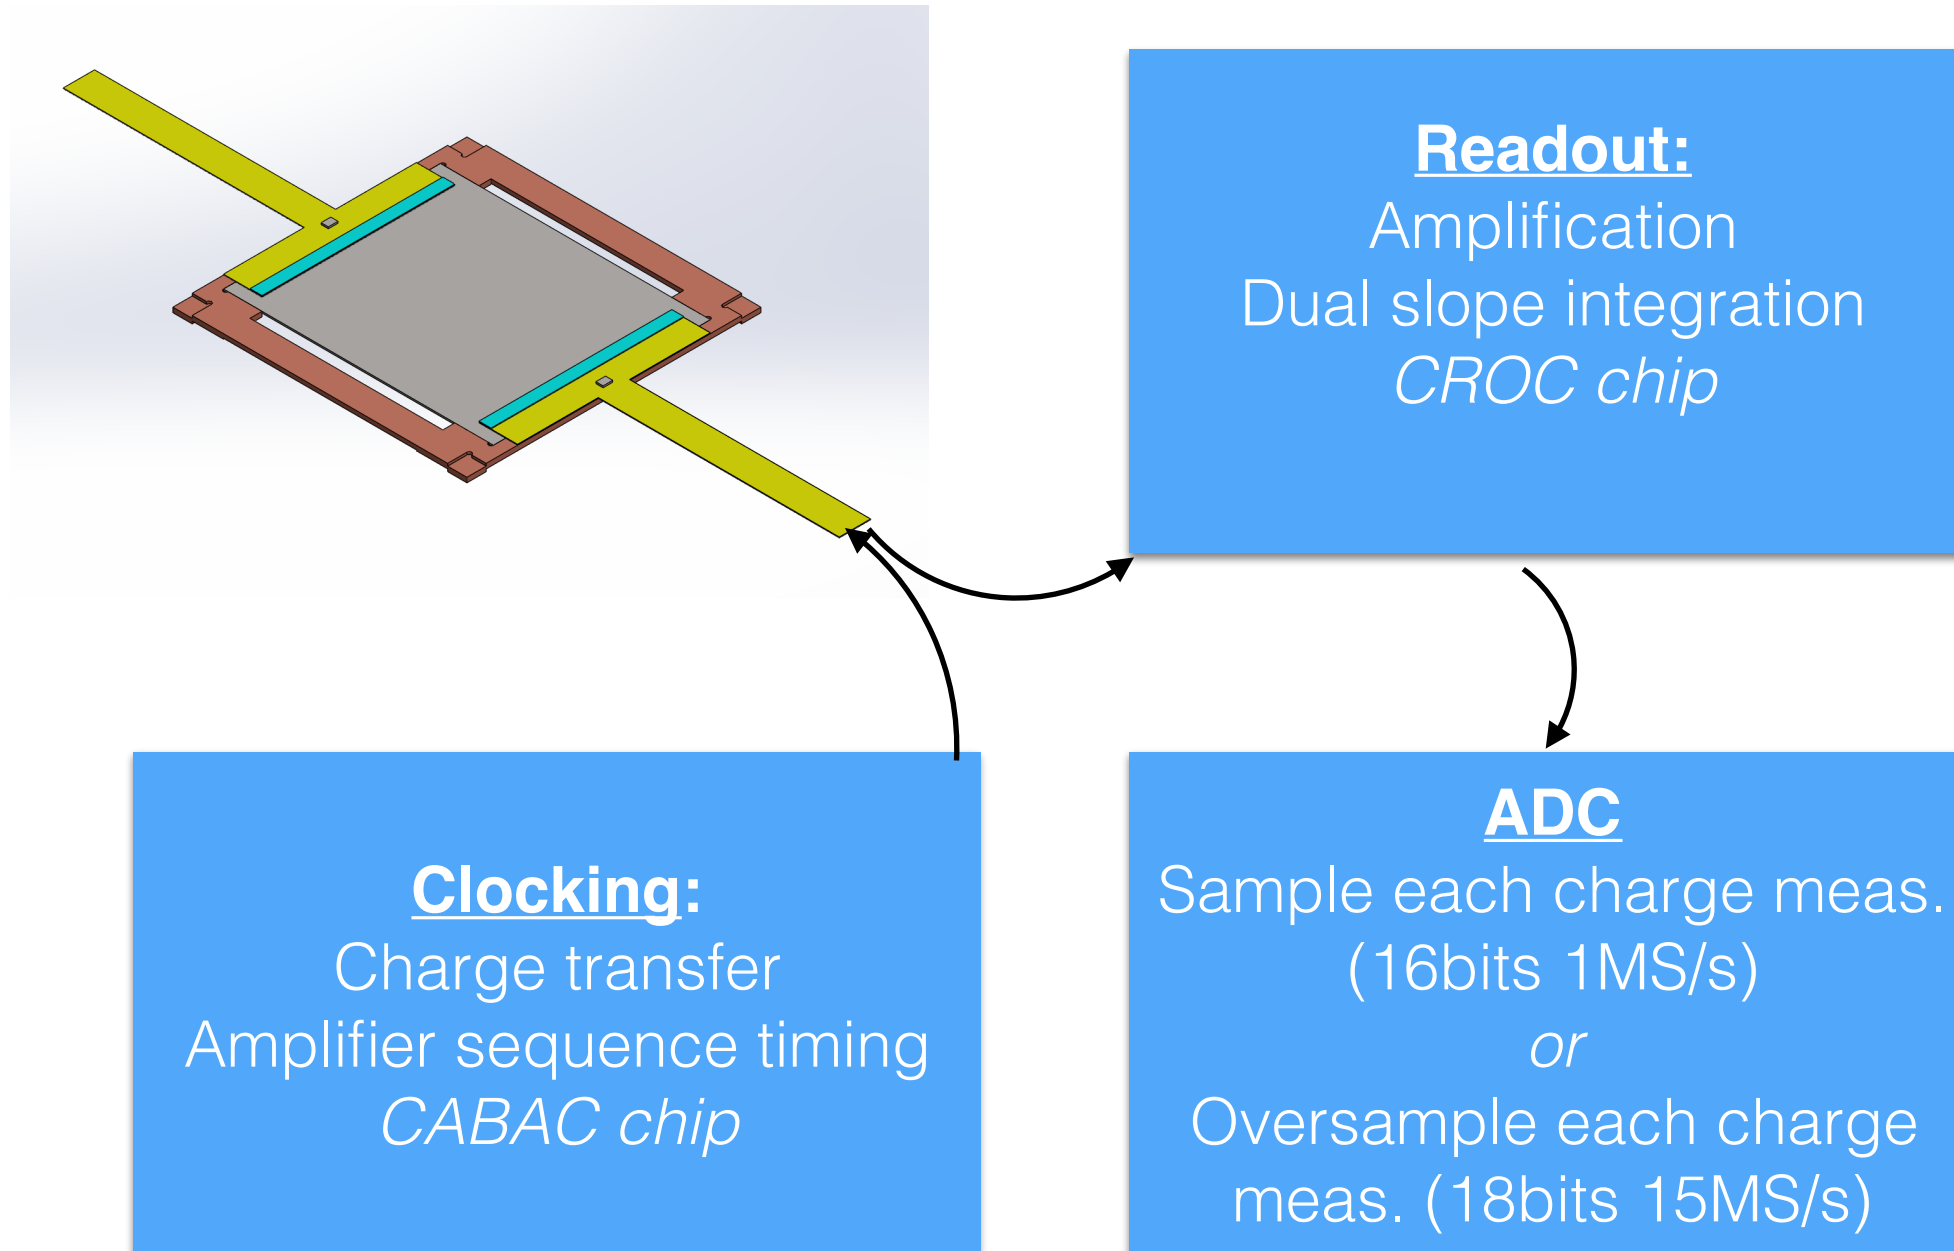 Readout:
Amplification
Dual slope integration
CROC chip
Clocking:
Charge transfer
Amplifier sequence timing
CABAC chip
ADC
Sample each charge meas.
(16bits 1MS/s)
or
Oversample each charge
meas. (18bits 15MS/s)